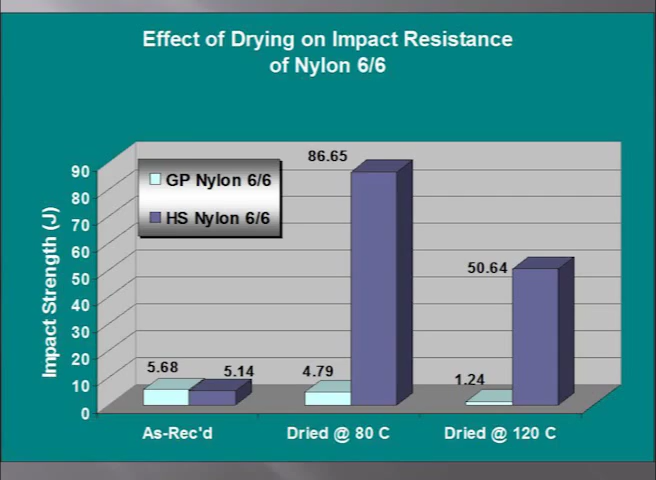 Effect of Drying on Impact Resistance
of Nylon 6/6
Impact Strength (J)
90
80
70
60
50
40
30
20
10
0
GP Nylon 6/6
HS Nylon 6/6
5.68
5.14
4.79
86.65
1.24
50.64
As-Rec'd
Dried @ 80 C
Dried @ 120 C